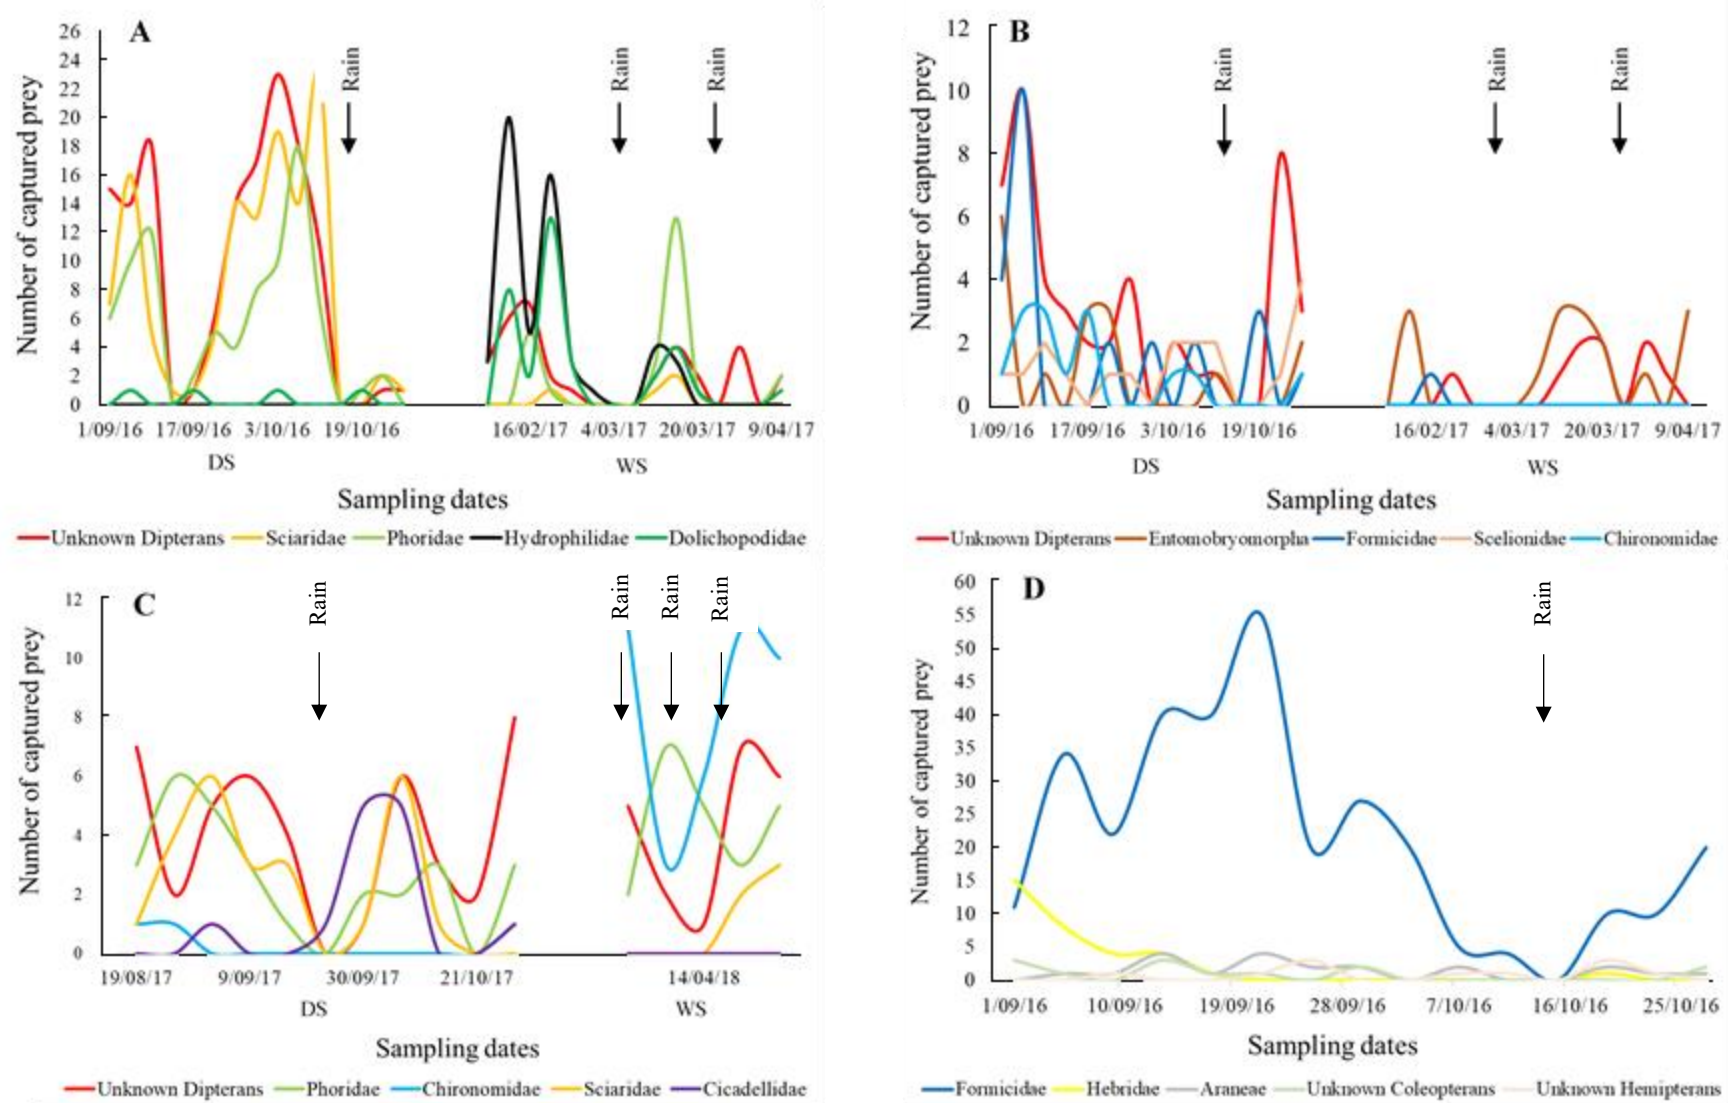 A
Number of captured prey
26
24
22
20
18
16
14
12
10
8
6
4
2
0
Rain
Rain
Rain
1/09/16 17/09/16 3/10/16 19/10/16 16/02/17 4/03/17 20/03/17 9/04/17
DS WS
Sampling dates
Unknown Dipterans Sciaridae Phoridae Hydrophilidae Dolichopodidae
B
Number of captured prey
12
10
8
6
4
2
0
Rain
Rain
Rain
1/09/16 17/09/16 3/10/16 19/10/16 16/02/17 4/03/17 20/03/17 9/04/17
DS WS
Sampling dates
Unknown Dipterans Entomobryomorpha Formicidae Scelionidae Chironomidae
C
Number of captured prey
12
10
8
6
4
2
0
Rain
Rain
Rain
Rain
19/08/17 9/09/17 30/09/17 21/10/17 14/04/18
DS WS
Sampling dates
Unknown Dipterans Phoridae Chironomidae Sciaridae Cicadellidae
D
Number of captured prey
60
55
50
45
40
35
30
25
20
15
10
5
0
Rain
1/09/16 10/09/16 19/09/16 28/09/16 7/10/16 16/10/16 25/10/16
Sampling dates
Formicidae Hebridae Araneae Unknown Coleopterans Unknown Hemipterans